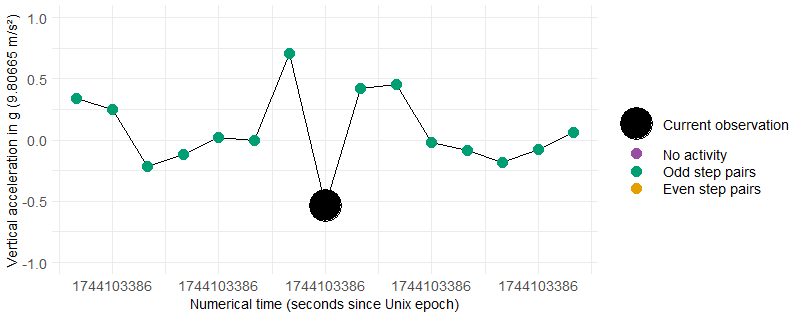 Vertical acceleration in g (9.80665 m/s²)
1.0
0.5
0.0
-0.5
-1.0
1744103386 1744103386 1744103386 1744103386 1744103386
Numerical time (seconds since Unix epoch)
Current observation
No activity
Odd step pairs
Even step pairs